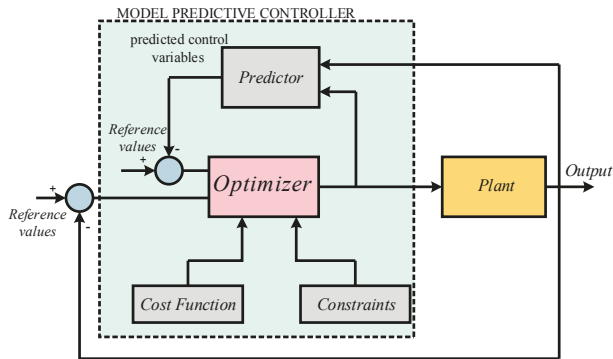 MODEL PREDICTIVE CONTROLLER
predicted control
variables
Predictor
Reference
values
+
-
Optimizer
Plant
Output
+
Reference
values
-
Cost Function
Constraints